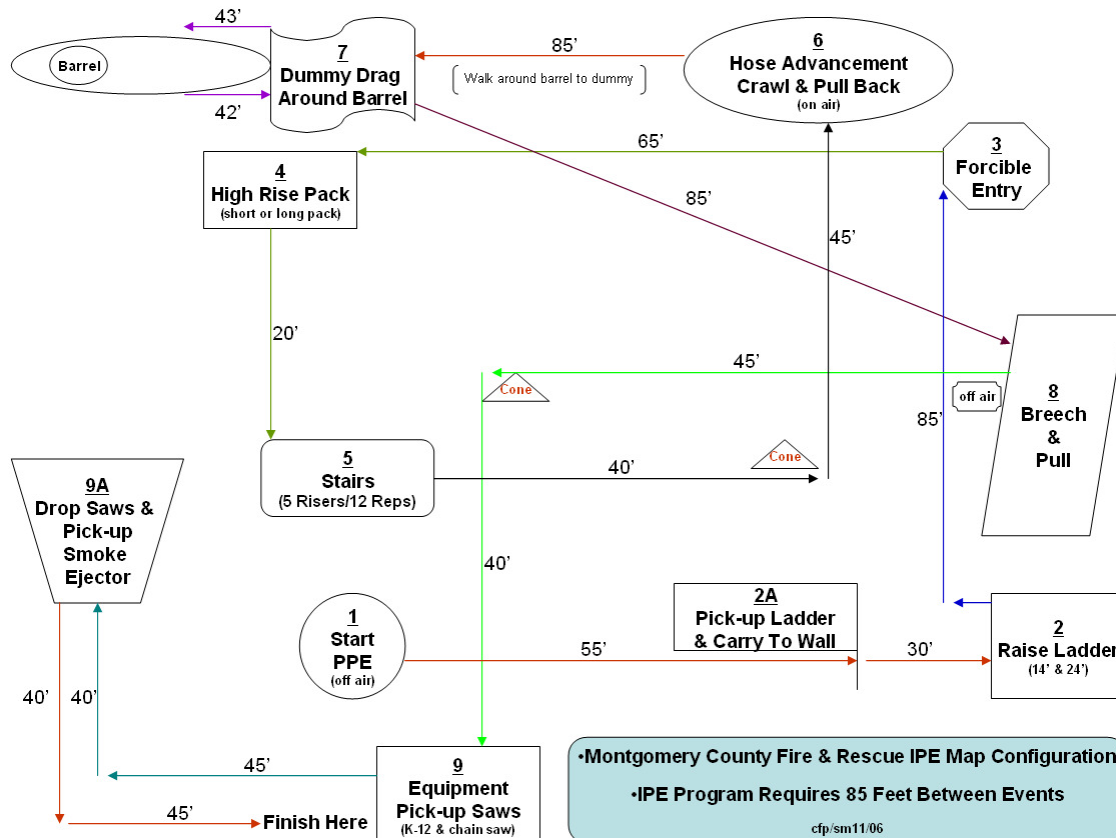 43’
Barrel
42’
7
Dummy Drag
Around Barrel
85’
Walk around barrel to dummy
6
Hose Advancement
Crawl & Pull Back
(on air)
65’
3
Forcible
Entry
4
High Rise Pack
(short or long pack)
85’
45’
20’
45’
Cone
off air
8
Breech
&
Pull
85’
5
Stairs
(5 Risers/12 Reps)
40’
Cone
9A
Drop Saws &
Pick-up
Smoke
Ejector
40’
1
Start
PPE
(off air)
55’
2A
Pick-up Ladder
& Carry To Wall
30’
2
Raise Ladder
(14’ & 24’)
40’
40’
45’
9
Equipment
Pick-up Saws
(K-12 & chain saw)
45’
Finish Here
•Montgomery County Fire & Rescue IPE Map Configuration
•IPE Program Requires 85 Feet Between Events
cfp/sm11/06